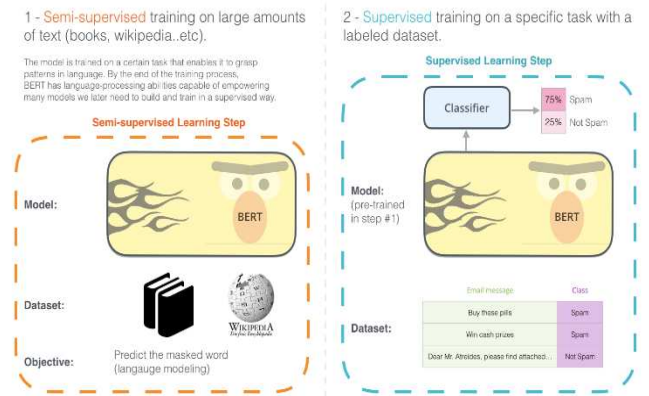 1 - Semi-supervised training on large amounts
of text (books, wikipedia..etc).
The model is trained on a certain task that enables it to grasp
patterns in language. By the end of the training process,
BERT has language-processing abilities capable of empowering
many models we later need to build and train in a supervised way.
Semi-supervised Learning Step
Model:
BERT
Dataset:
WIKIPEDIA
The Free Encyclopedia
Objective:
Predict the masked word
(langauge modeling)
2 - Supervised training on a specific task with a
labeled dataset.
Supervised Learning Step
Classifier
75% Spam
25% Not Spam
Model:
(pre-trained
in step #1)
BERT
Dataset:
Email message Class
Buy these pills Spam
Win cash prizes Spam
Dear Mr. Atreides, please find attached... Not Spam